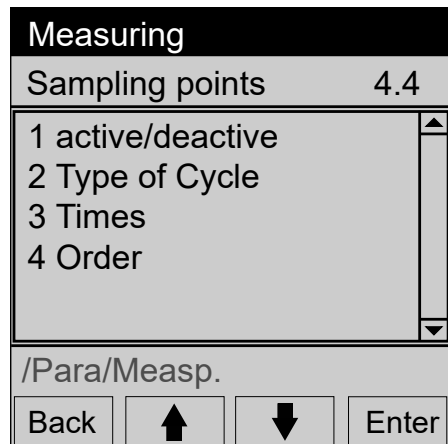 Measuring
Sampling points 4.4
1 active/deactive
2 Type of Cycle
3 Times
4 Order
/Para/Measp.
Back Enter